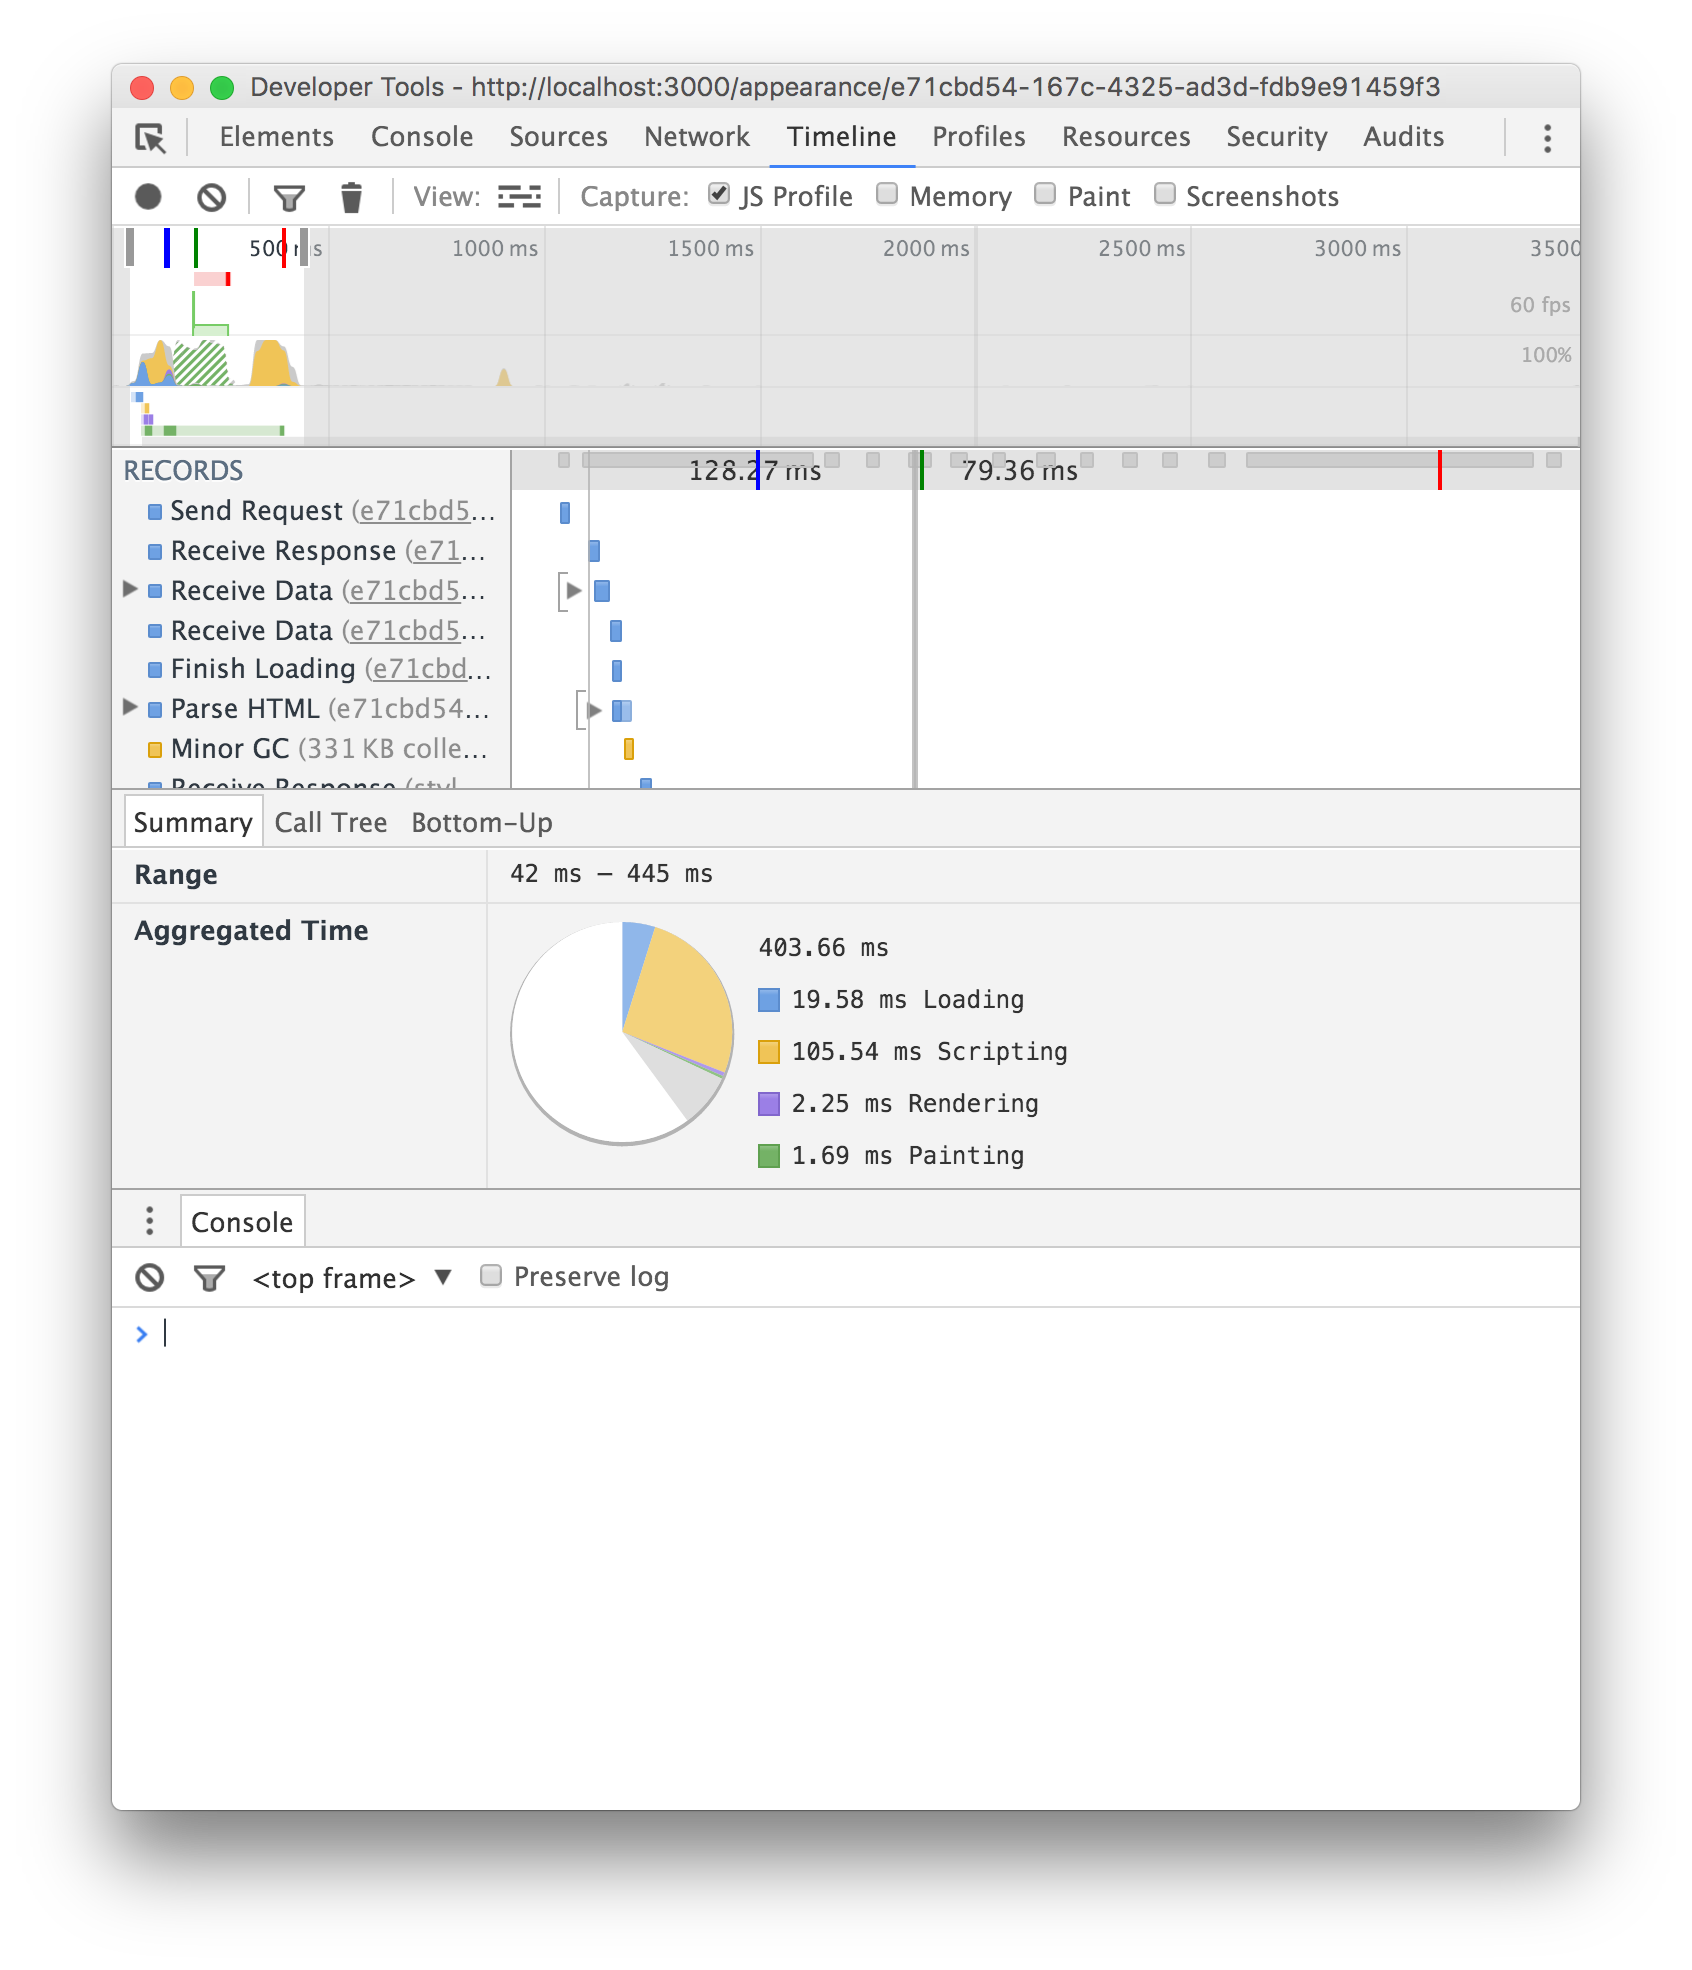 Developer Tools - http://localhost:3000/appearance/e71cbd54-167c-4325-ad3d-fdb9e91459f3
Elements Console Sources Network Timeline Profiles Resources Security Audits
View: Capture: JS Profile Memory Paint Screenshots
500 ms 1000 ms 1500 ms 2000 ms 2500 ms 3000 ms 3500
60 fps
100%
RECORDS 128.27 ms 79.36 ms
Send Request (e71cbd5...
Receive Response (e71...
Receive Data (e71cbd5...
Receive Data (e71cbd5...
Finish Loading (e71cbd...
Parse HTML (e71cbd54...
Minor GC (331 KB colle...
Receive Response (styl...
Summary Call Tree Bottom-Up
Range 42 ms – 445 ms
Aggregated Time
403.66 ms
19.58 ms Loading
105.54 ms Scripting
2.25 ms Rendering
1.69 ms Painting
Console
<top frame> ▼ Preserve log
>